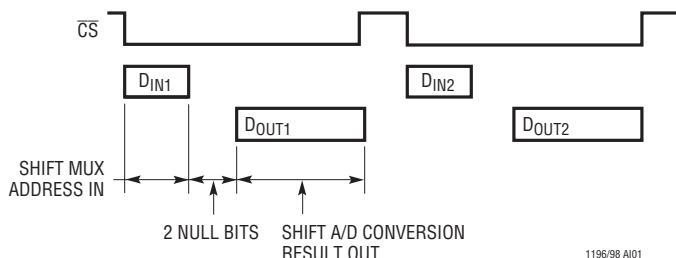 CS
DIN1
DIN2
DOUT1
DOUT2
SHIFT MUX
ADDRESS IN
2 NULL BITS
SHIFT A/D CONVERSION
RESULT OUT
1196/98 AI01